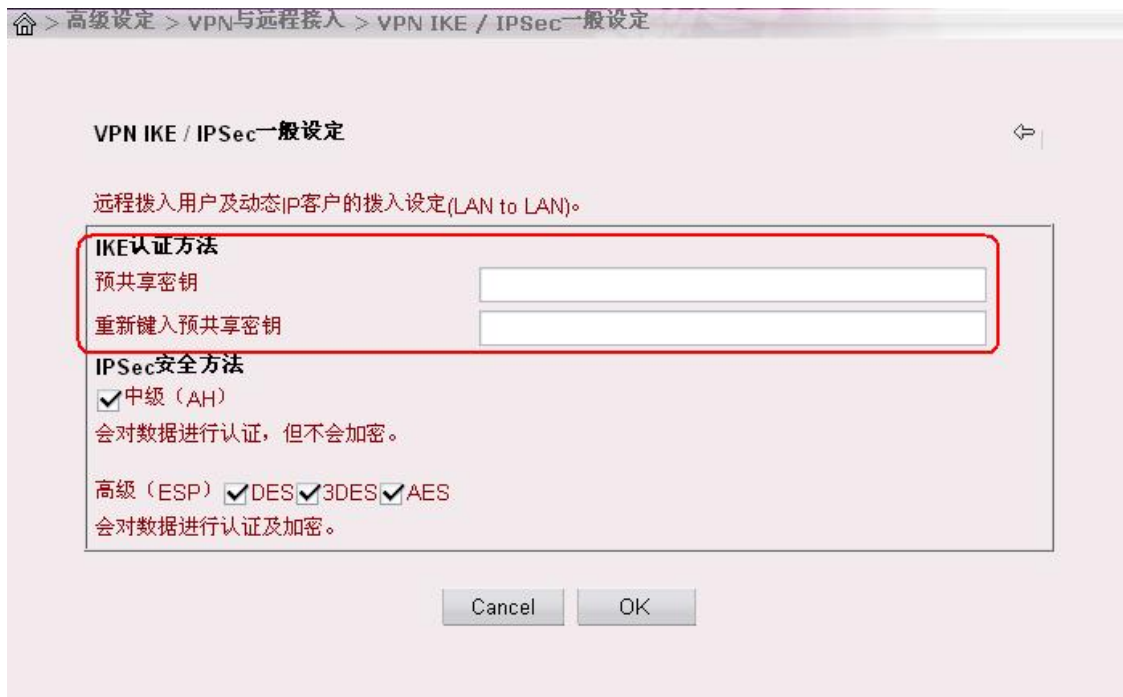 > 高级设定 > VPN与远程接入 > VPN IKE / IPSec一般设定
VPN IKE / IPSec一般设定
远程拨入用户及动态IP客户的拨入设定(LAN to LAN)。
IKE认证方法
预共享密钥
重新键入预共享密钥
IPSec安全方法
中级（AH）
会对数据进行认证，但不会加密。
高级（ESP） DES 3DES AES
会对数据进行认证及加密。
Cancel OK